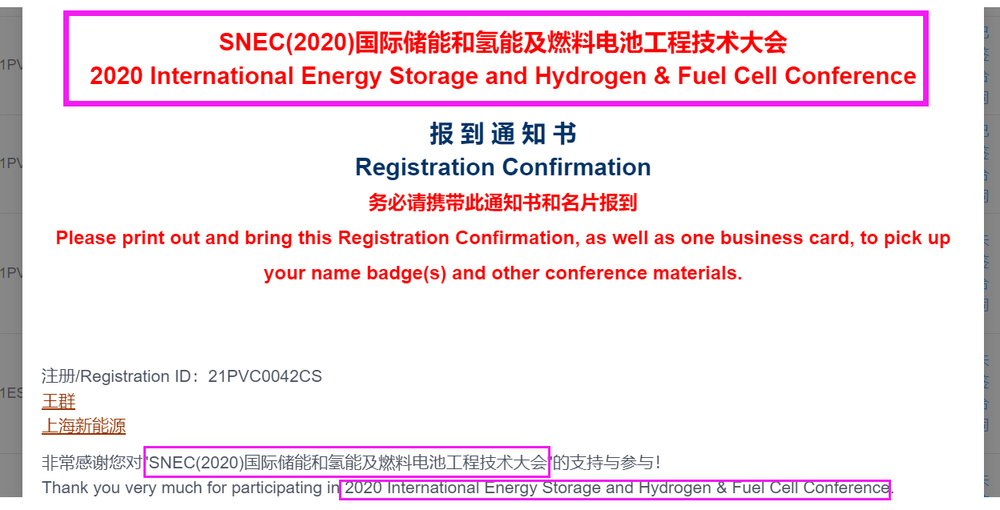 SNEC(2020)国际储能和氢能及燃料电池工程技术大会
2020 International Energy Storage and Hydrogen & Fuel Cell Conference
报 到 通 知 书
Registration Confirmation
务必请携带此通知书和名片报到
Please print out and bring this Registration Confirmation, as well as one business card, to pick up
your name badge(s) and other conference materials.
注册/Registration ID：21PVC0042CS
王群
上海新能源
非常感谢您对"SNEC(2020)国际储能和氢能及燃料电池工程技术大会"的支持与参与！
Thank you very much for participating in 2020 International Energy Storage and Hydrogen & Fuel Cell Conference.
1PV
1PV
1PV
1ES